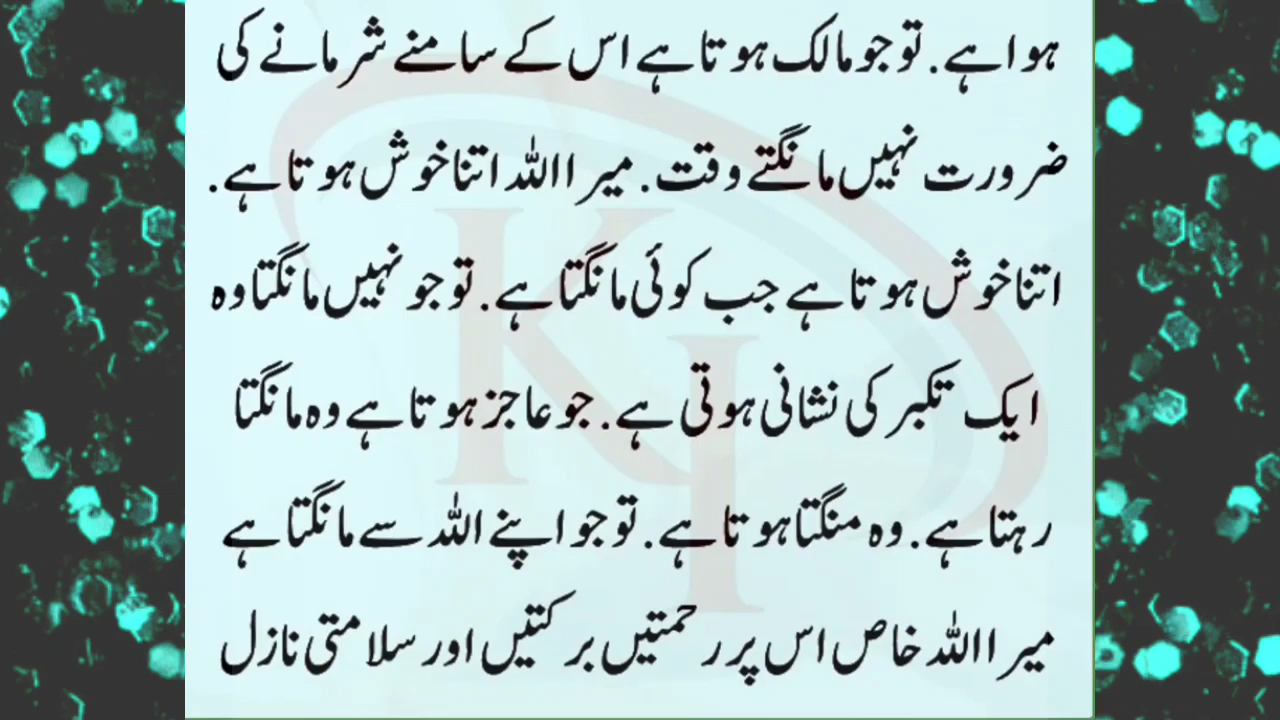 ہوا ہے. تو جو مالک ہوتا ہے اس کے سامنے شرمانے کی
ضرورت نہیں مانگتے وقت. میرا اللہ اتنا خوش ہوتا ہے.
اتنا خوش ہوتا ہے جب کوئی مانگتا ہے. تو جو نہیں مانگتا وہ
ایک تکبر کی نشانی ہوتی ہے. جو عاجز ہوتا ہے وہ مانگتا
رہتا ہے. وہ منگتا ہوتا ہے. تو جو اپنے اللہ سے مانگتا ہے
میرا اللہ خاص اس پر رحمتیں برکتیں اور سلامتی نازل
KI